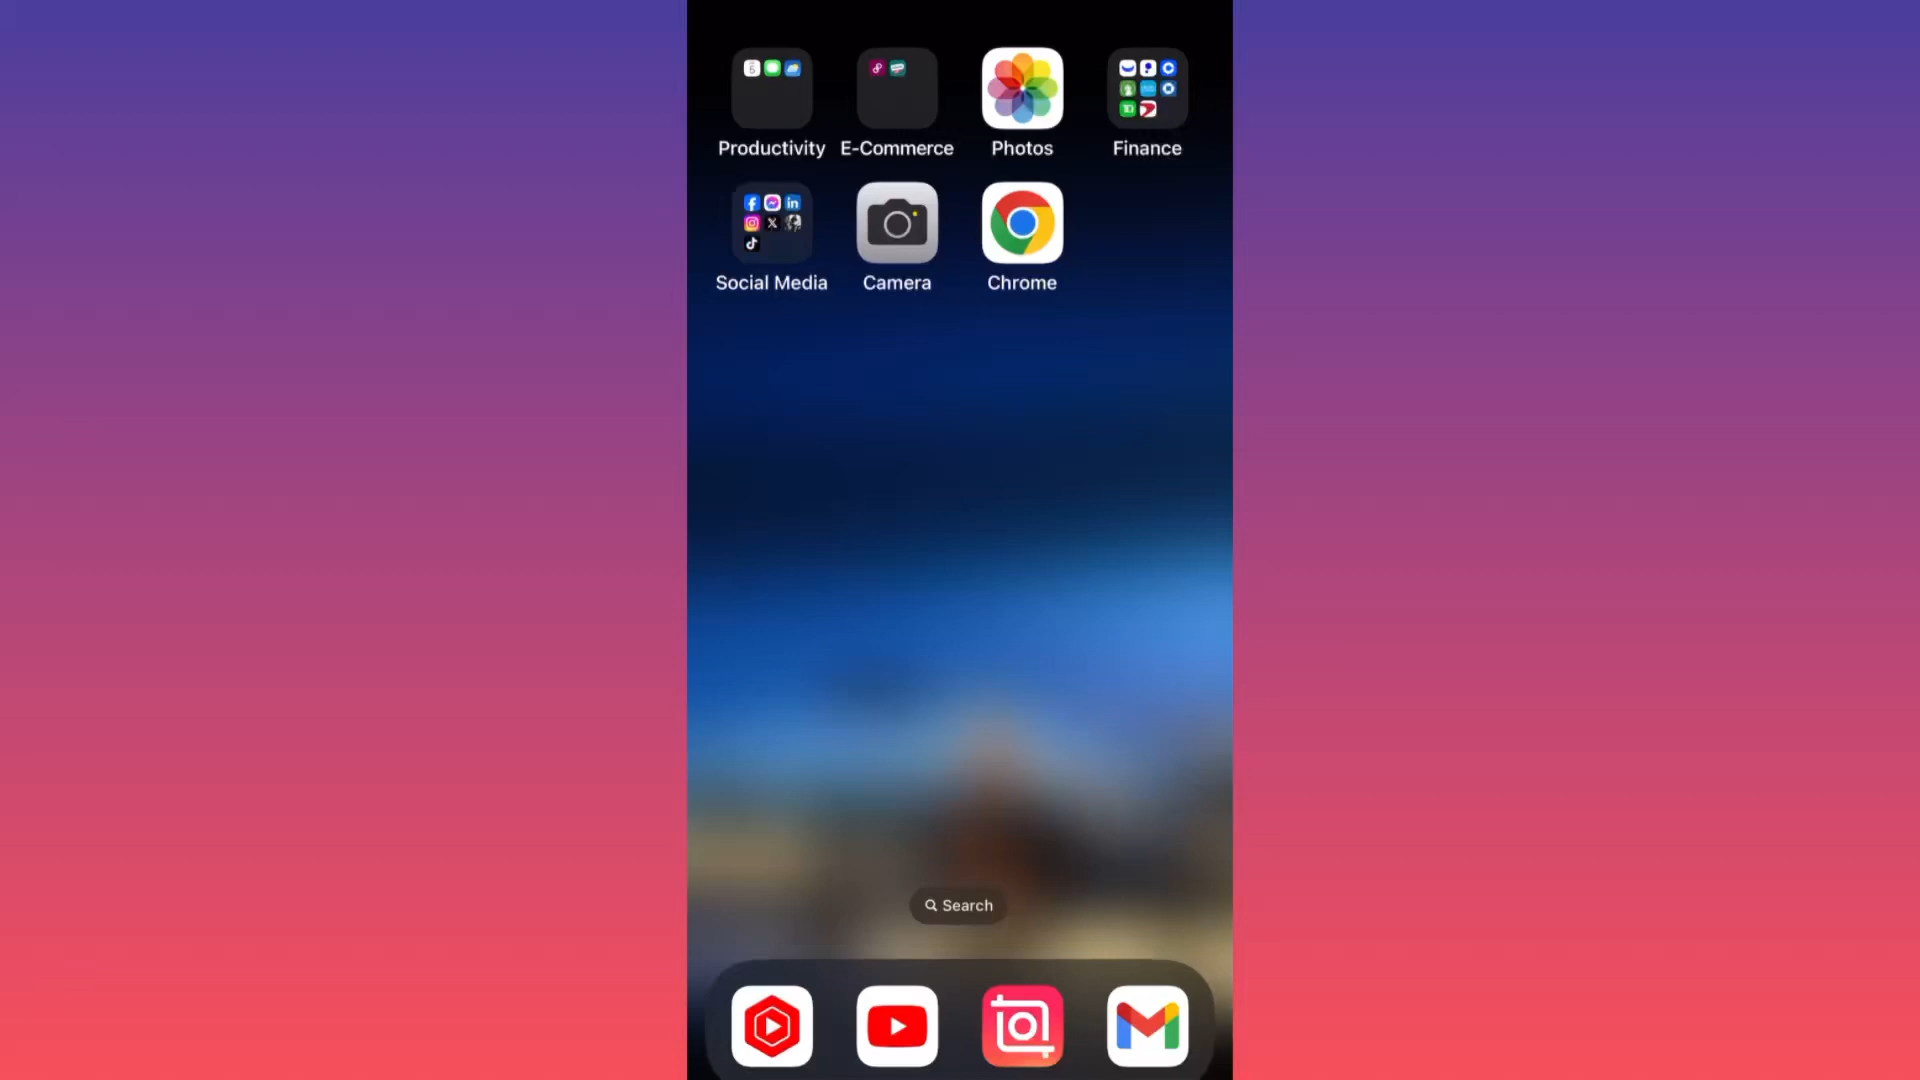 Productivity E-Commerce Photos Finance
Social Media Camera Chrome
Search